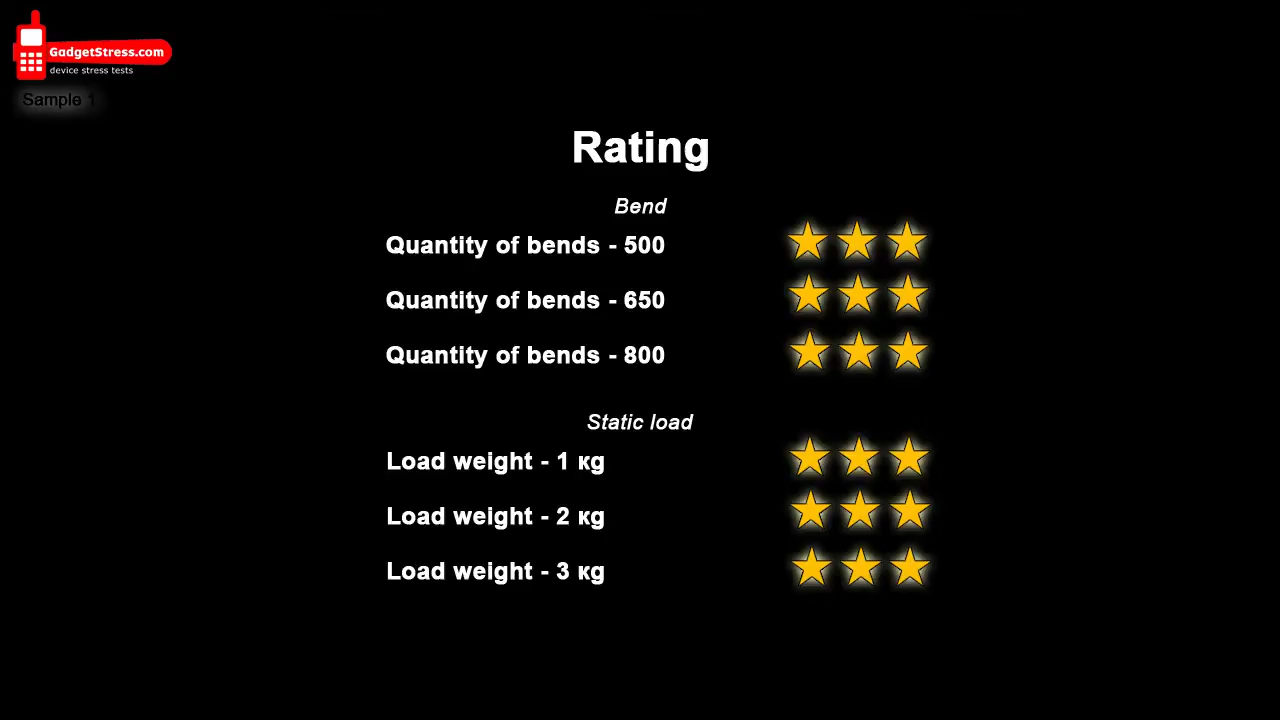 GadgetStress.com
device stress tests
Sample 1
Rating
Bend
Quantity of bends - 500
Quantity of bends - 650
Quantity of bends - 800
Static load
Load weight - 1 кg
Load weight - 2 кg
Load weight - 3 кg